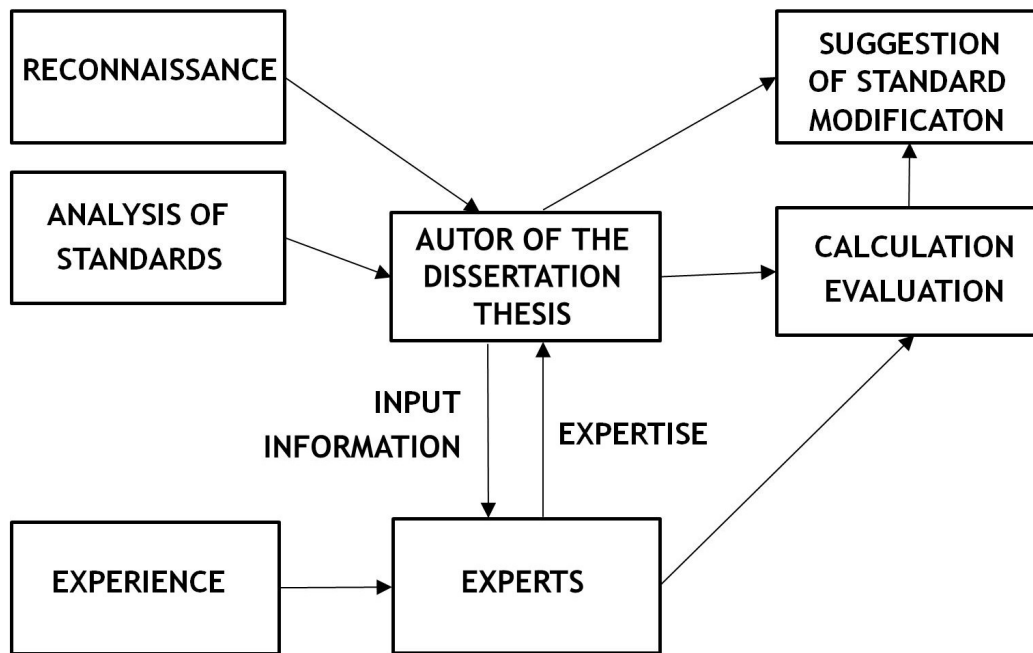 RECONNAISSANCE
SUGGESTION
OF STANDARD
MODIFICATON
ANALYSIS OF
STANDARDS
AUTOR OF THE
DISSERTATION
THESIS
CALCULATION
EVALUATION
INPUT
INFORMATION
EXPERTISE
EXPERIENCE
EXPERTS